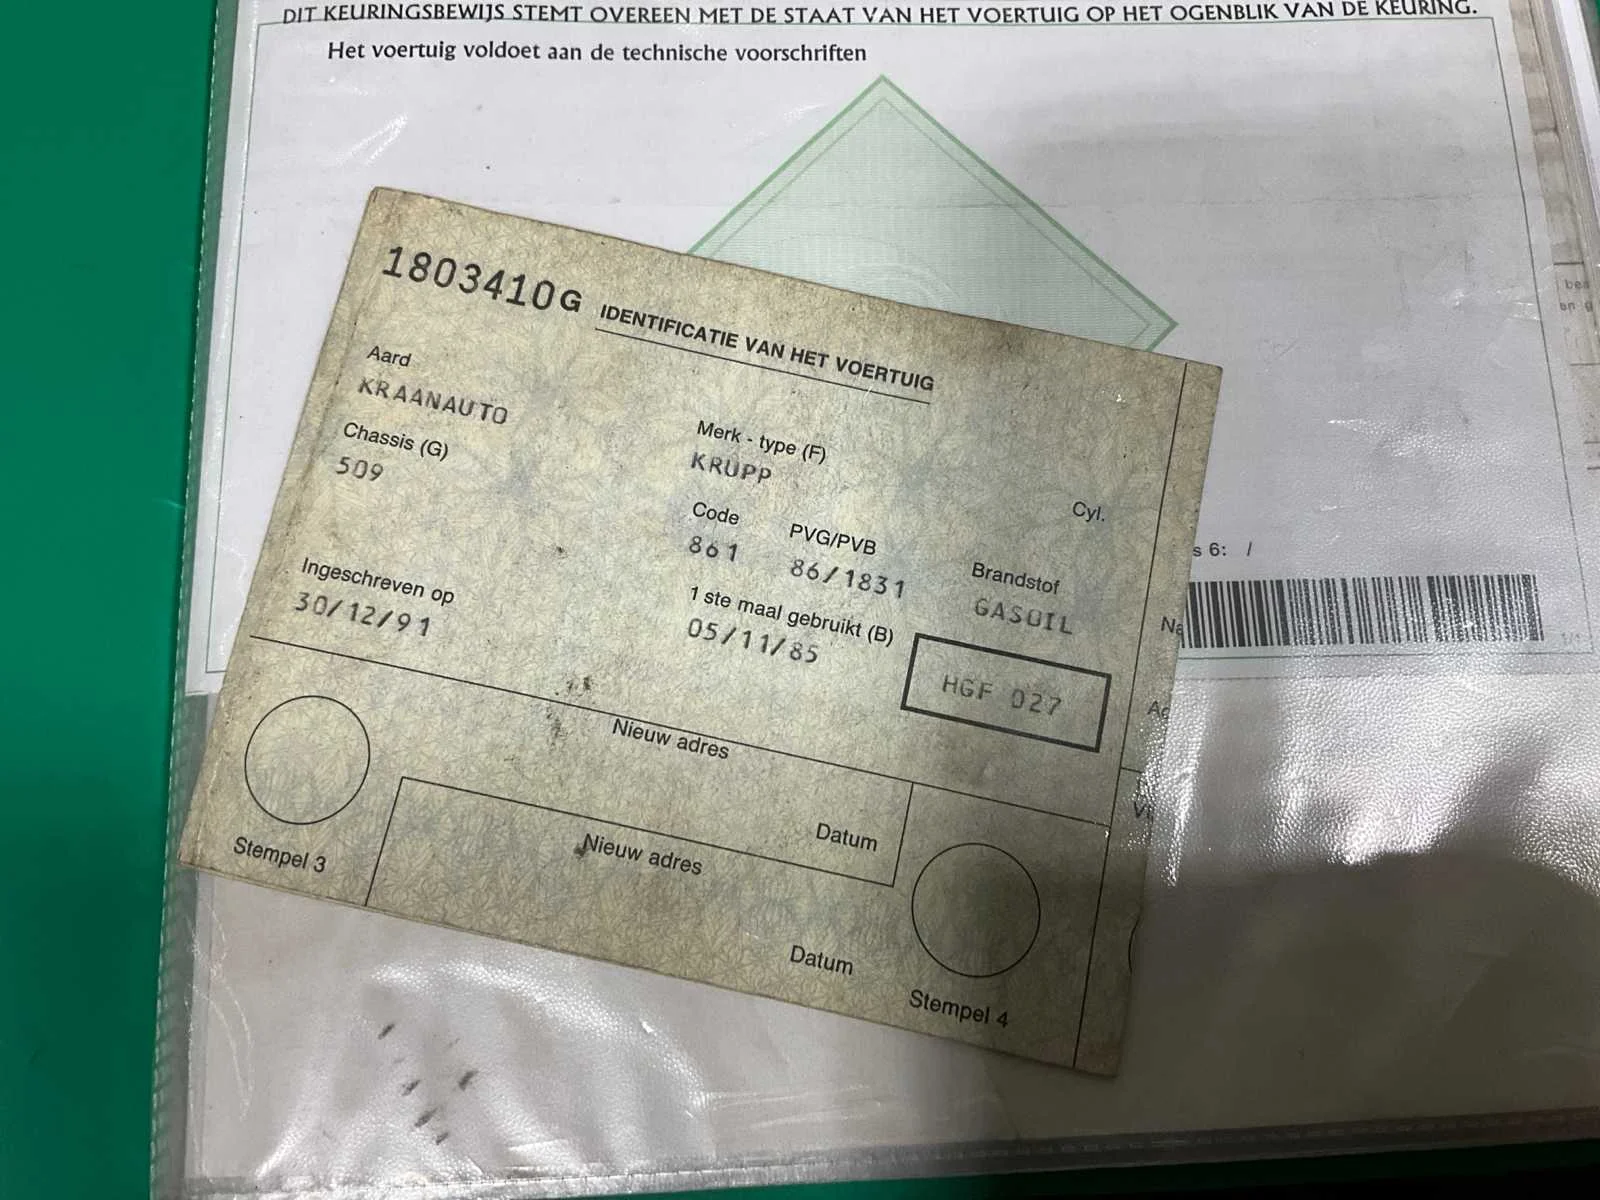 DIT KEURINGSBEWIJS STEMT OVEREEN MET DE STAAT VAN HET VOERTUIG OP HET OGENBLIK VAN DE KEURING.
Het voertuig voldoet aan de technische voorschriften
1803410G IDENTIFICATIE VAN HET VOERTUIG
Aard
KRAANAUTO
Merk - type (F)
Chassis (G)
KRUPP
509
Cyl.
Code PVG/PVB
861 86/1831
Brandstof
GASOIL
Ingeschreven op
30/12/91
1 ste maal gebruikt (B)
05/11/85
HGF 027
Nieuw adres
Datum
Stempel 3
Nieuw adres
Datum
Stempel 4
s 6: /